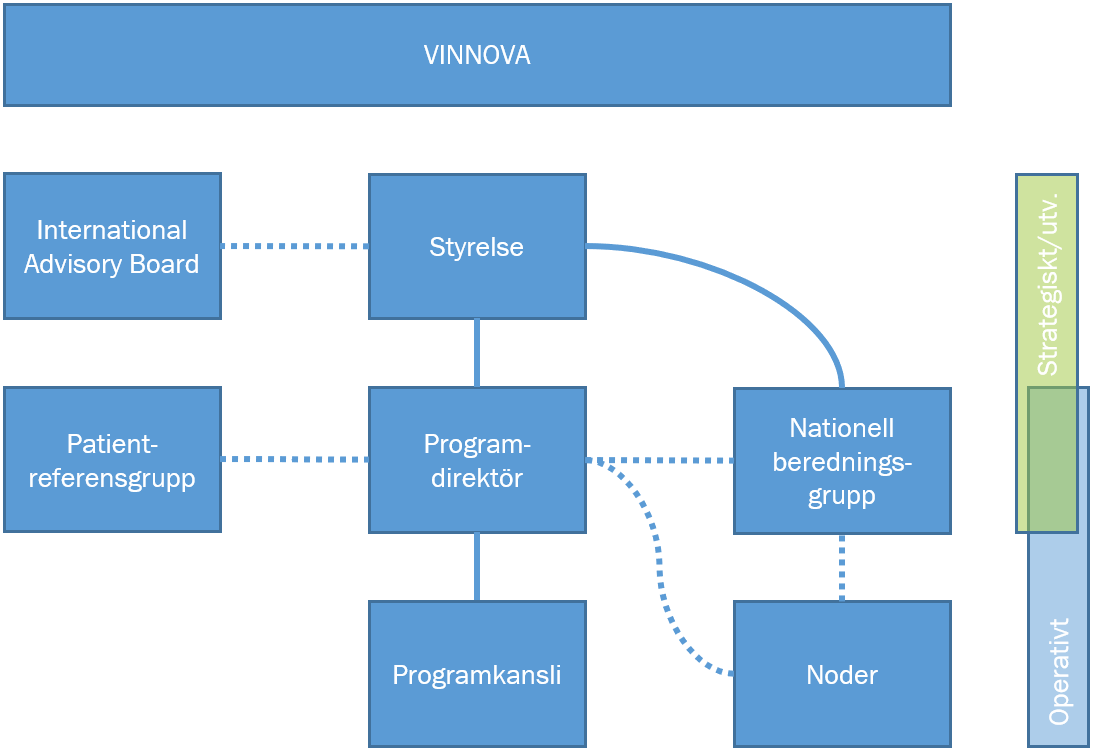 VINNOVA
International
Advisory Board
Styrelse
Strategiskt/utv.
Patient-
referensgrupp
Program-
direktör
Nationell
berednings-
grupp
Programkansli
Noder
Operativt